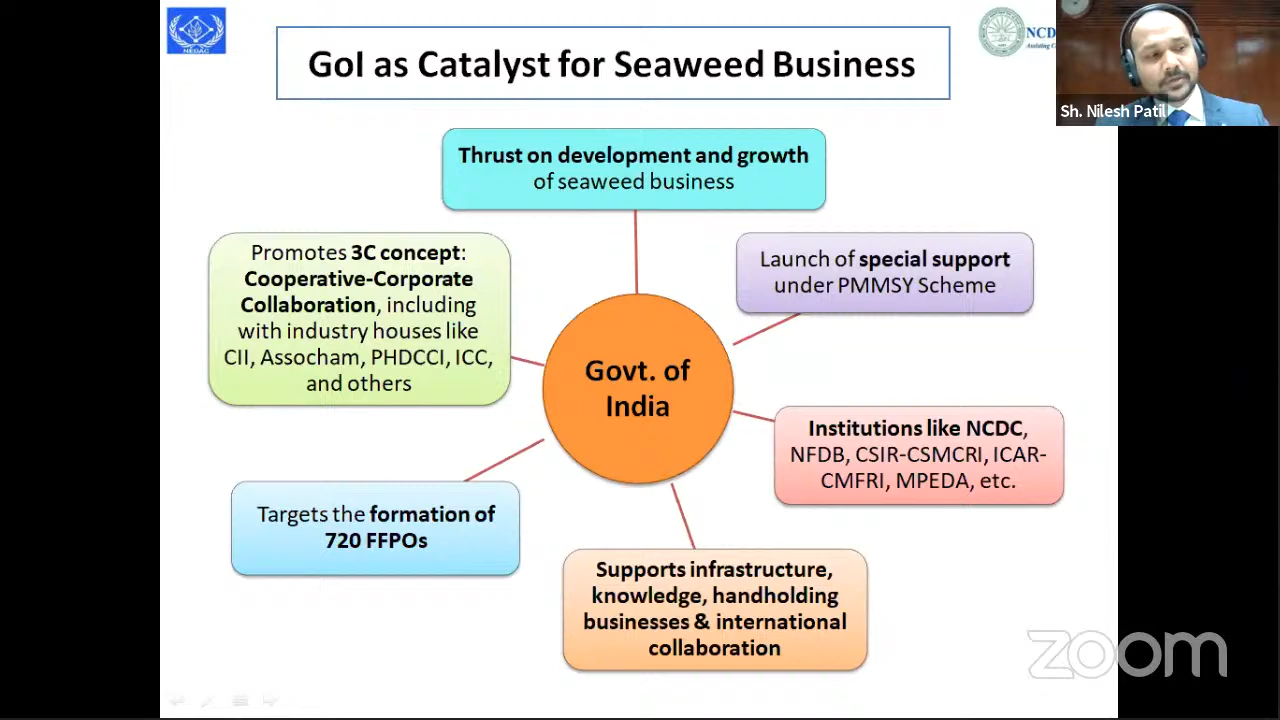 NEDAC
GoI as Catalyst for Seaweed Business
NCD
Sh. Nilesh Patil
Thrust on development and growth
of seaweed business
Promotes 3C concept:
Cooperative-Corporate
Collaboration, including
with industry houses like
CII, Assocham, PHDCCI, ICC,
and others
Launch of special support
under PMMSY Scheme
Govt. of
India
Institutions like NCDC,
NFDB, CSIR-CSMCRI, ICAR-
CMFRI, MPEDA, etc.
Targets the formation of
720 FFPOs
Supports infrastructure,
knowledge, handholding
businesses & international
collaboration
zoom